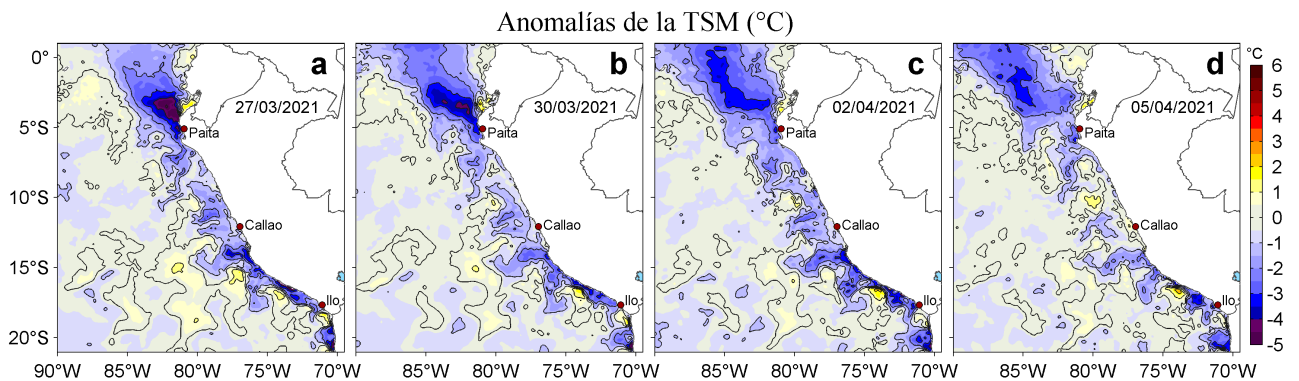 Anomalías de la TSM (°C)
a b c d °C
0° 27/03/2021 30/03/2021 02/04/2021 05/04/2021 6
5
4
5°S Paita Paita Paita Paita 3
2
10°S 1
0
Callao Callao Callao Callao -1
15°S -2
-3
Ilo Ilo Ilo Ilo -4
20°S -5
90°W 85°W 80°W 75°W 70°W 85°W 80°W 75°W 70°W 85°W 80°W 75°W 70°W 85°W 80°W 75°W 70°W